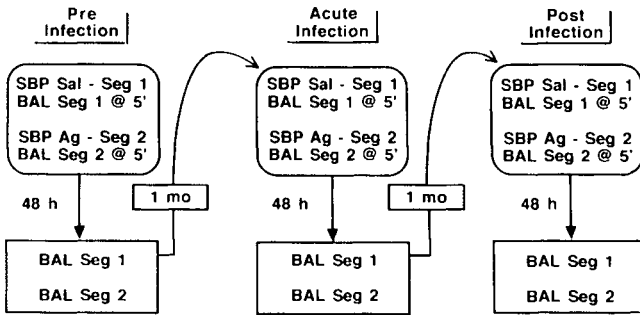 Pre
Infection
SBP Sal - Seg 1
BAL Seg 1 @ 5'
SBP Ag - Seg 2
BAL Seg 2 @ 5'
48 h
BAL Seg 1
BAL Seg 2
1 mo
Acute
Infection
SBP Sal - Seg 1
BAL Seg 1 @ 5'
SBP Ag - Seg 2
BAL Seg 2 @ 5'
48 h
BAL Seg 1
BAL Seg 2
1 mo
Post
Infection
SBP Sal - Seg 1
BAL Seg 1 @ 5'
SBP Ag - Seg 2
BAL Seg 2 @ 5'
48 h
BAL Seg 1
BAL Seg 2